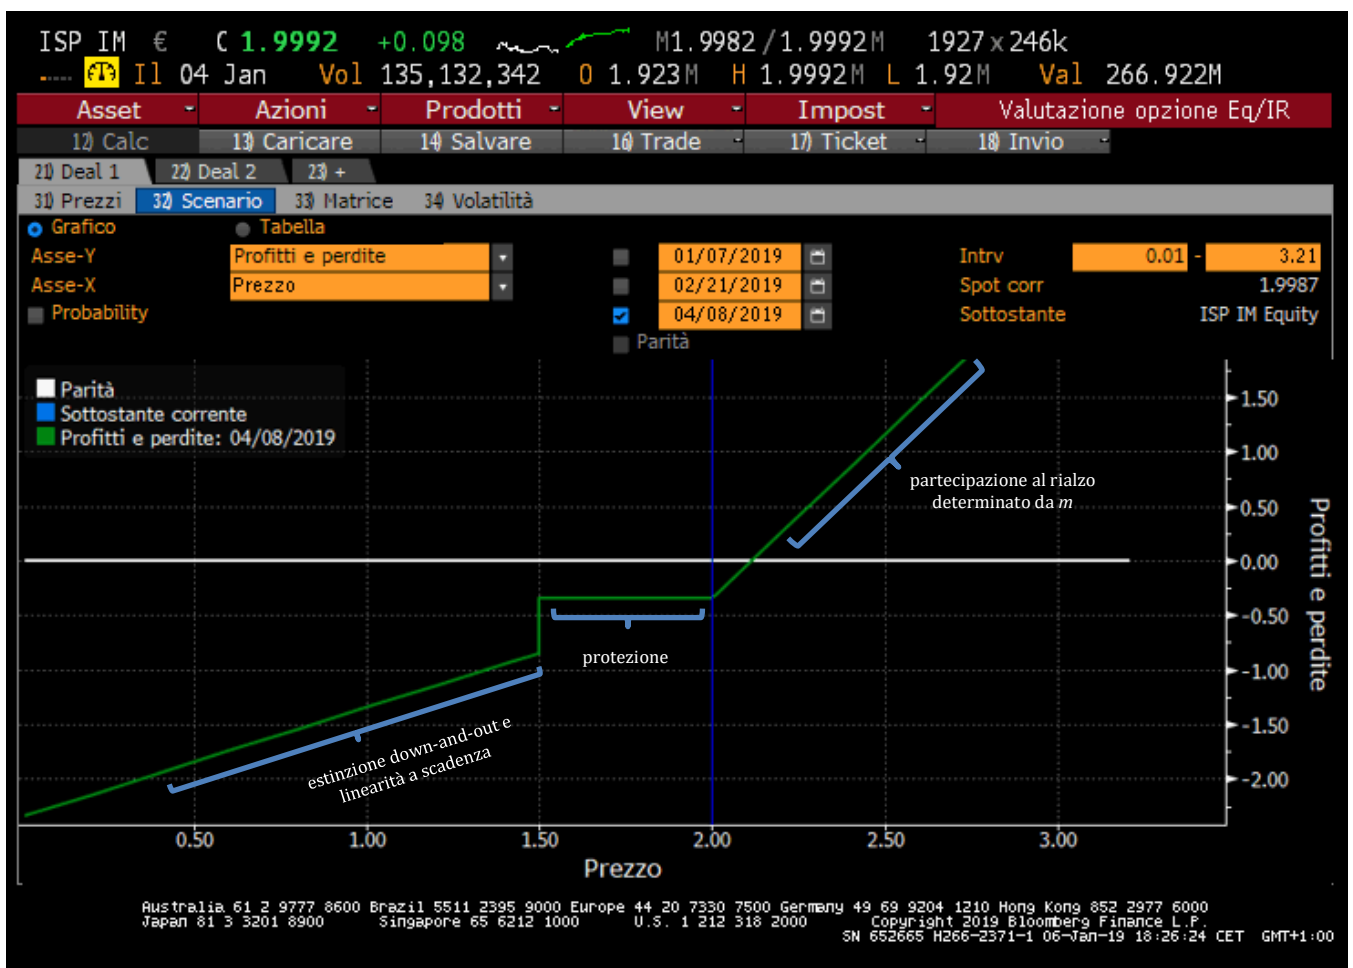 ISP IM € C 1.9992 +0.098 M1.9982/1.9992M 1927x246k
Il 04 Jan Vol 135,132,342 O 1.923M H 1.9992M L 1.92M Val 266.922M
Asset Azioni Prodotti View Impost Valutazione opzione Eq/IR
12) Calc 13) Caricare 14) Salvare 16) Trade 17) Ticket 18) Invio
21) Deal 1 22) Deal 2 23) +
31) Prezzi 32) Scenario 33) Matrice 34) Volatilità
Grafico Tabella
Asse-Y Profitti e perdite 01/07/2019 Intrv 0.01 - 3.21
Asse-X Prezzo 02/21/2019 Spot corr 1.9987
Probability 04/08/2019 Sottostante ISP IM Equity
Parità
Parità
Sottostante corrente
Profitti e perdite: 04/08/2019
partecipazione al rialzo
determinato da m
protezione
estinzione down-and-out e
linearità a scadenza
1.50
1.00
0.50
0.00
-0.50
-1.00
-1.50
-2.00
Profitti e perdite
0.50 1.00 1.50 2.00 2.50 3.00
Prezzo
Australia 61 2 9777 8600 Brazil 5511 2395 9000 Europe 44 20 7330 7500 Germany 49 69 9204 1210 Hong Kong 852 2977 6000
Japan 81 3 3201 8900 Singapore 65 6212 1000 U.S. 1 212 318 2000 Copyright 2019 Bloomberg Finance L.P.
SN 652665 H266-2371-1 06-Jan-19 18:26:24 CET GMT+1:00